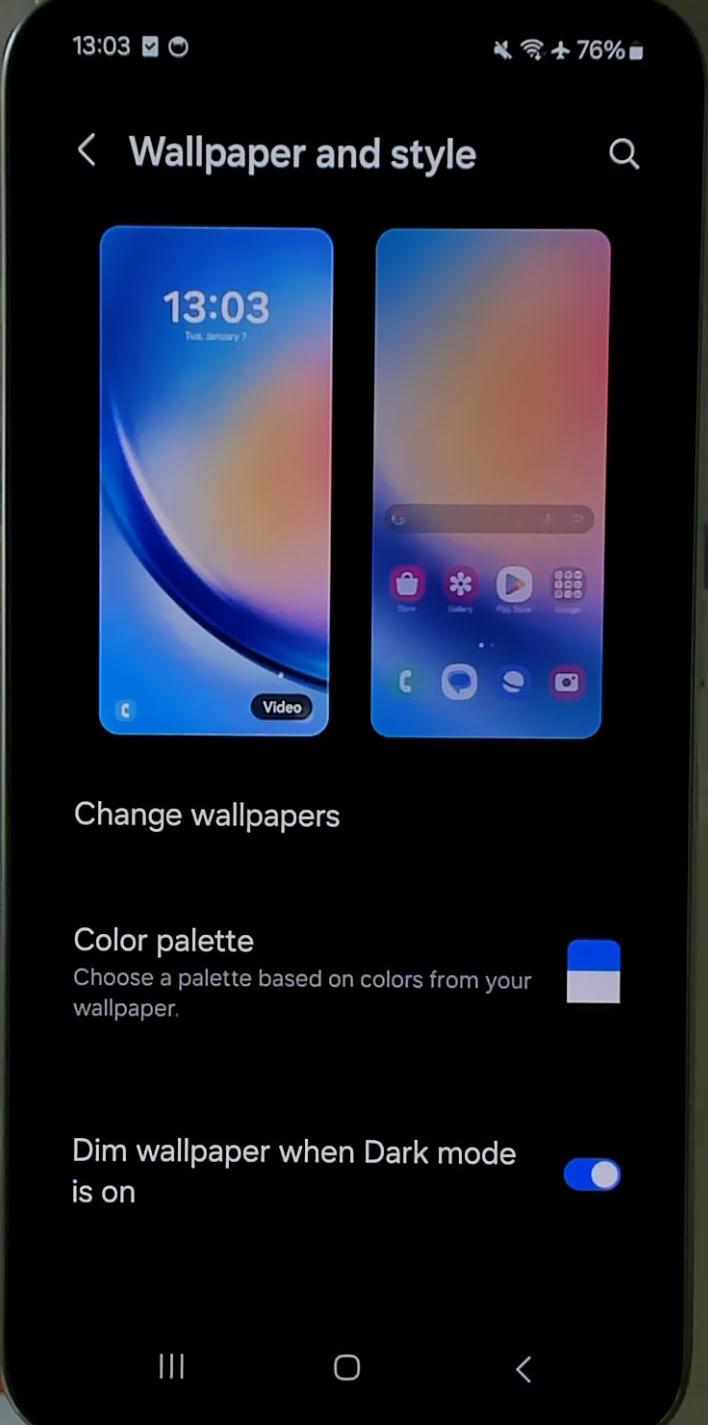 13:03
76%
Wallpaper and style
13:03
Tue, January 7
Store
Gallery
Play Store
Google
Video
Change wallpapers
Color palette
Choose a palette based on colors from your
wallpaper.
Dim wallpaper when Dark mode
is on